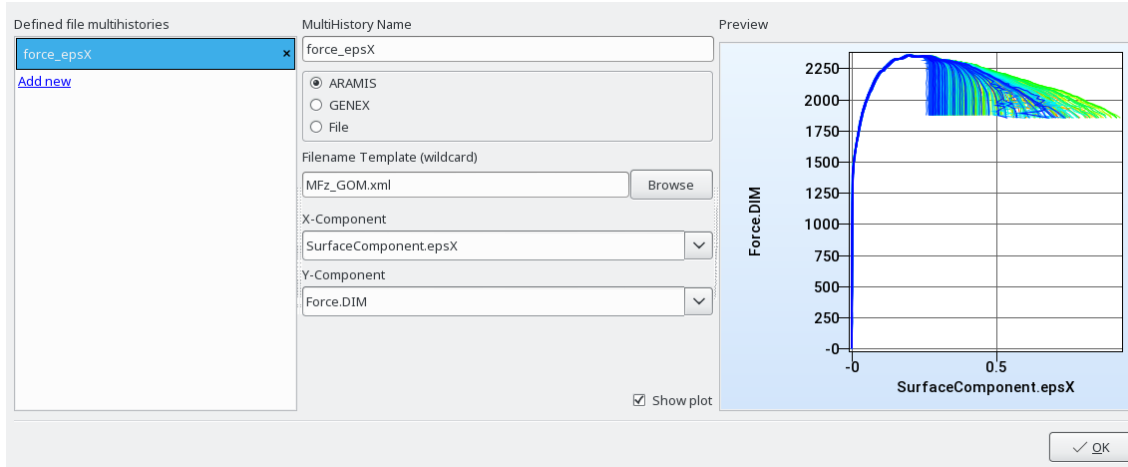 Defined file multihistories
force_epsX ×
Add new
MultiHistory Name
force_epsX
ARAMIS
GENEX
File
Filename Template (wildcard)
MFz_GOM.xml Browse
X-Component
SurfaceComponent.epsX
Y-Component
Force.DIM
Show plot
Preview
Force.DIM
2250
2000
1750
1500
1250
1000
750
500
250
-0
-0 0.5
SurfaceComponent.epsX
OK